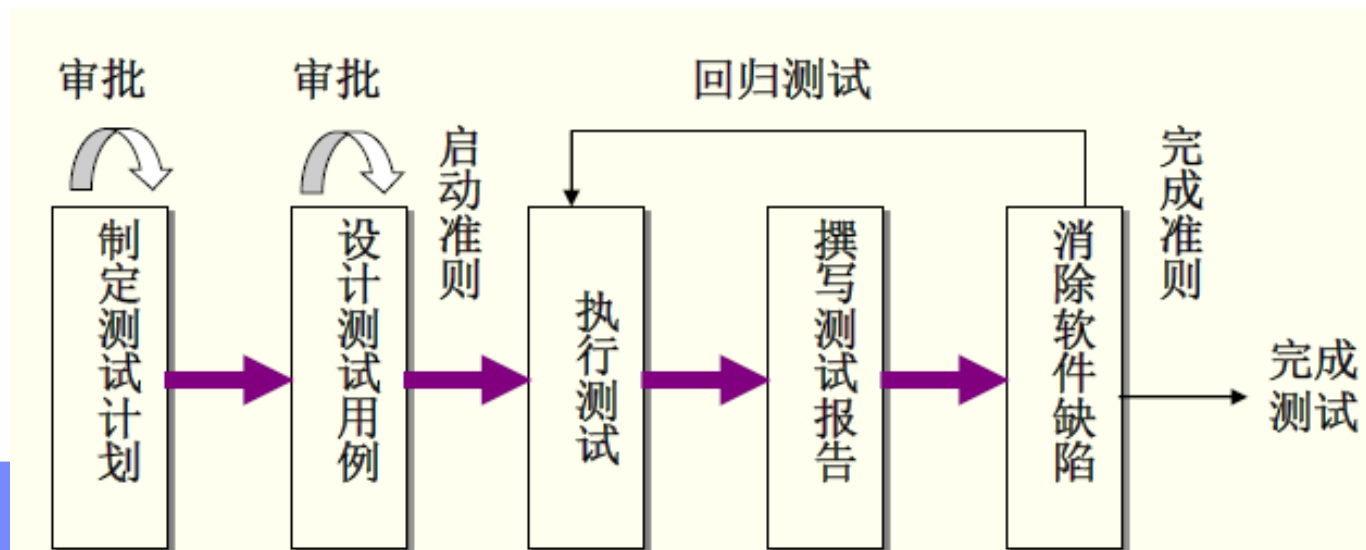 审批
审批
回归测试
启动准则
完成准则
制定测试计划
设计测试用例
执行测试
撰写测试报告
消除软件缺陷
完成
测试